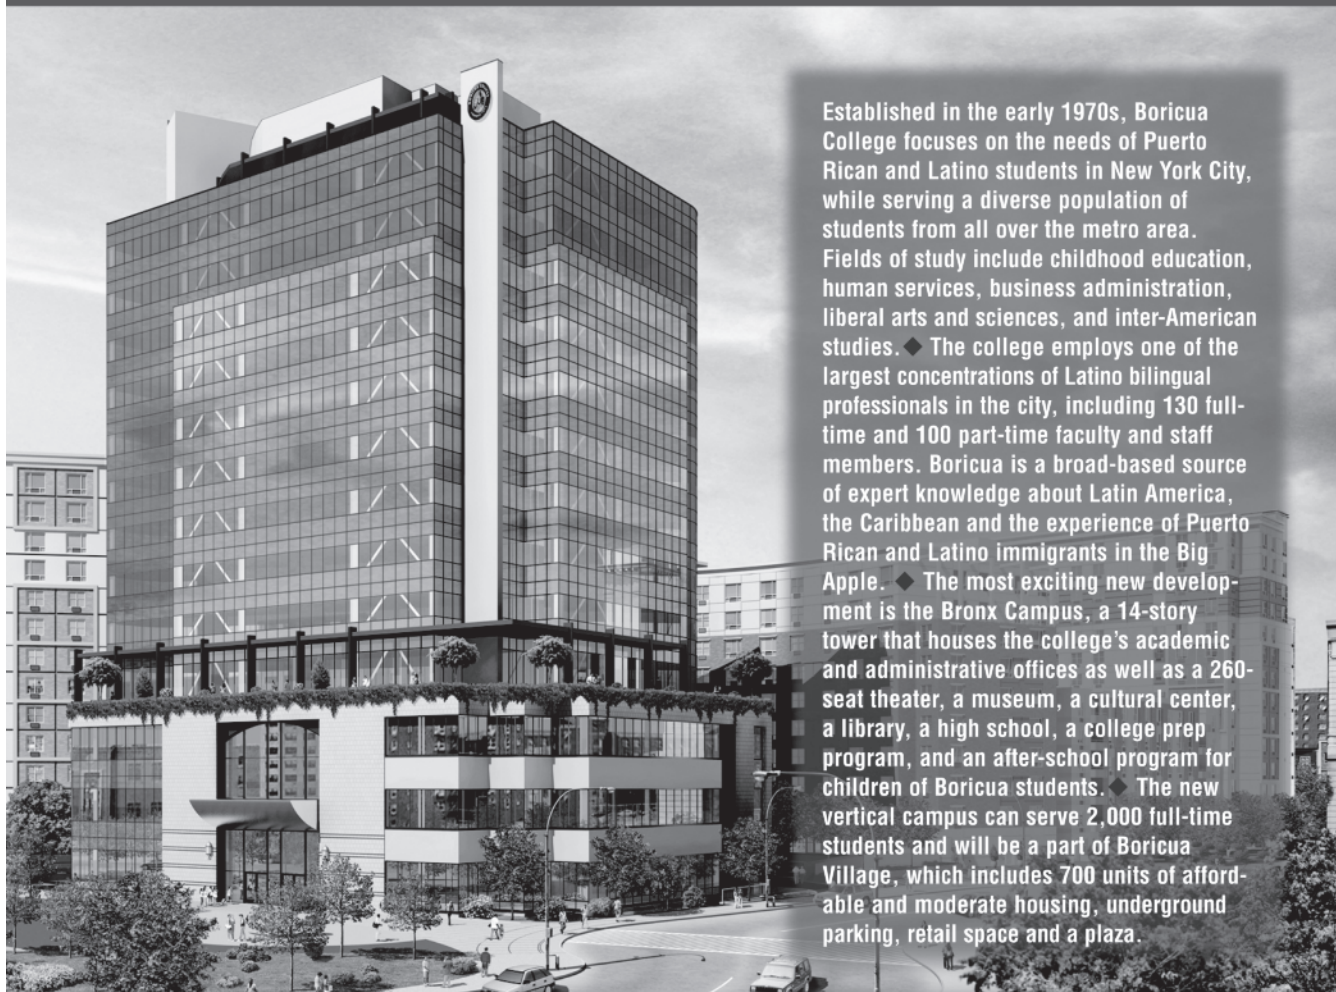 Established in the early 1970s, Boricua
College focuses on the needs of Puerto
Rican and Latino students in New York City,
while serving a diverse population of
students from all over the metro area.
Fields of study include childhood education,
human services, business administration,
liberal arts and sciences, and inter-American
studies.◆ The college employs one of the
largest concentrations of Latino bilingual
professionals in the city, including 130 full-
time and 100 part-time faculty and staff
members. Boricua is a broad-based source
of expert knowledge about Latin America,
the Caribbean and the experience of Puerto
Rican and Latino immigrants in the Big
Apple. ◆ The most exciting new develop-
ment is the Bronx Campus, a 14-story
tower that houses the college's academic
and administrative offices as well as a 260-
seat theater, a museum, a cultural center,
a library, a high school, a college prep
program, and an after-school program for
children of Boricua students.◆ The new
vertical campus can serve 2,000 full-time
students and will be a part of Boricua
Village, which includes 700 units of afford-
able and moderate housing, underground
parking, retail space and a plaza.